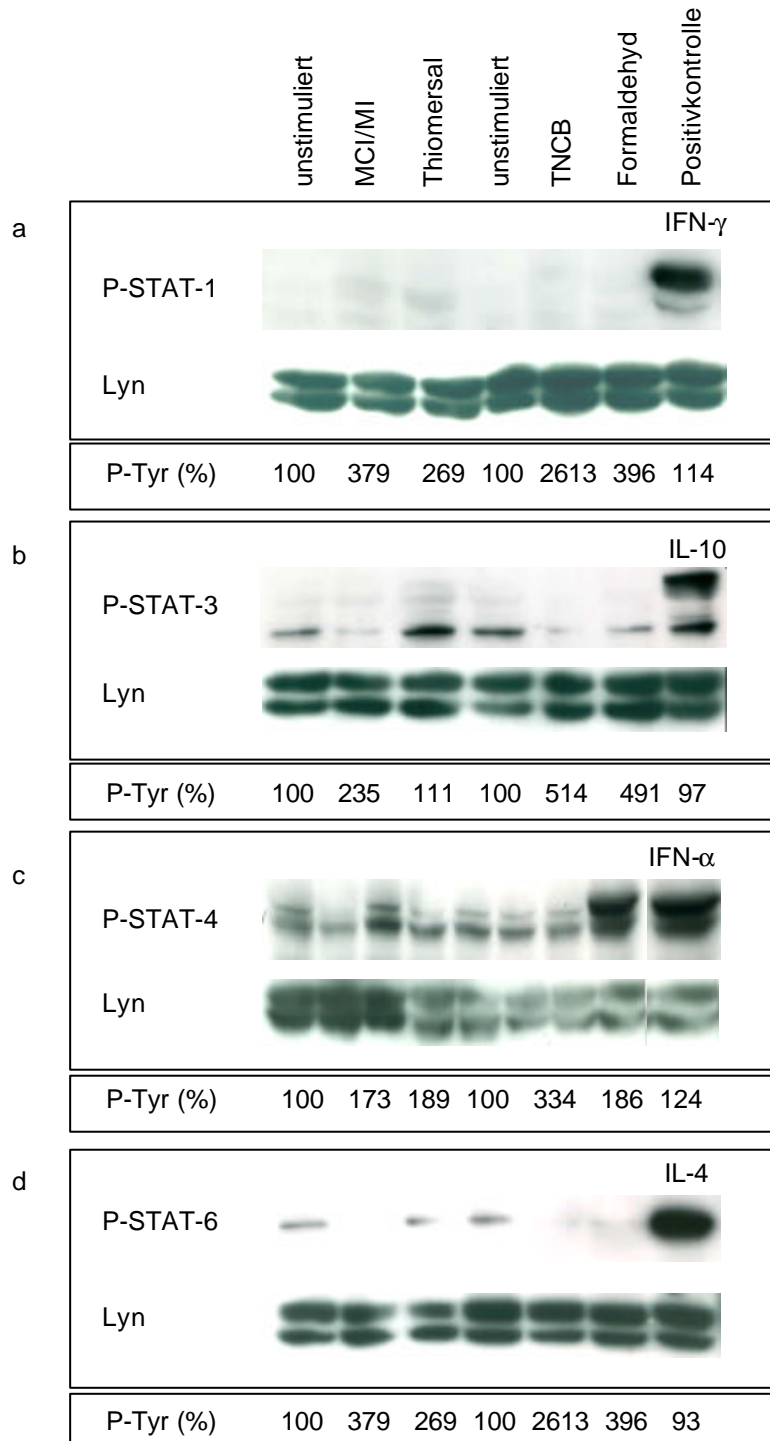 unstimuliert MCI/MI Thiomersal unstimuliert TNCB Formaldehyd Positivkontrolle
a
IFN-γ
P-STAT-1
Lyn
P-Tyr (%) 100 379 269 100 2613 396 114
b
IL-10
P-STAT-3
Lyn
P-Tyr (%) 100 235 111 100 514 491 97
c
IFN-α
P-STAT-4
Lyn
P-Tyr (%) 100 173 189 100 334 186 124
d
IL-4
P-STAT-6
Lyn
P-Tyr (%) 100 379 269 100 2613 396 93